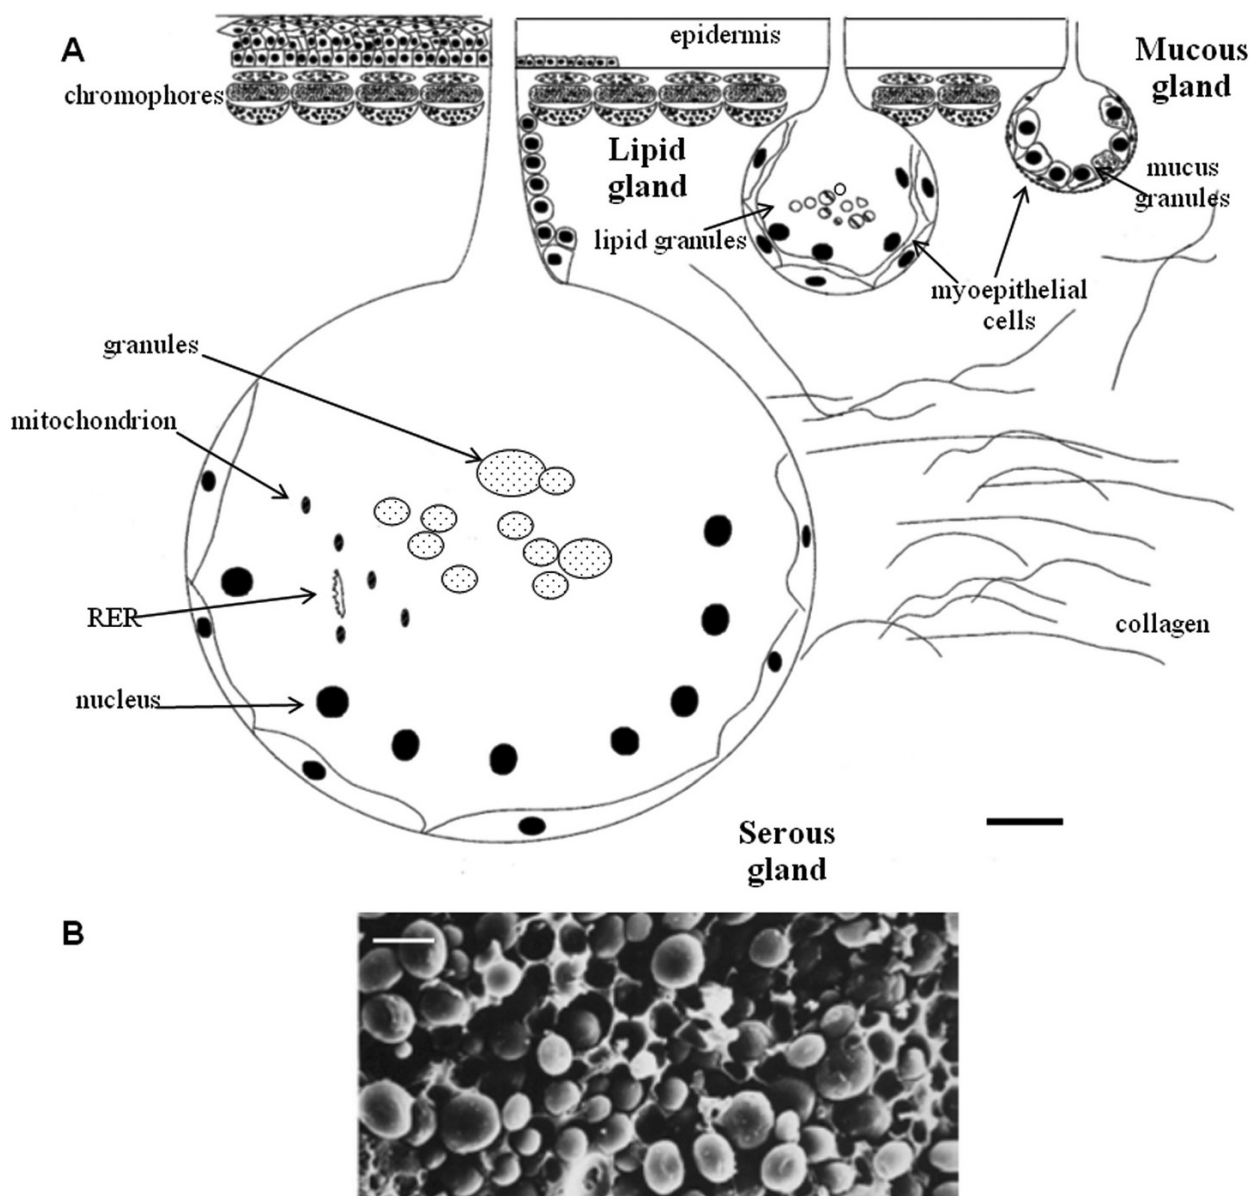 A
epidermis
Mucous
gland
chromophores
Lipid
gland
mucus
granules
lipid granules
myoepithelial
cells
granules
mitochondrion
RER
collagen
nucleus
Serous
gland
B